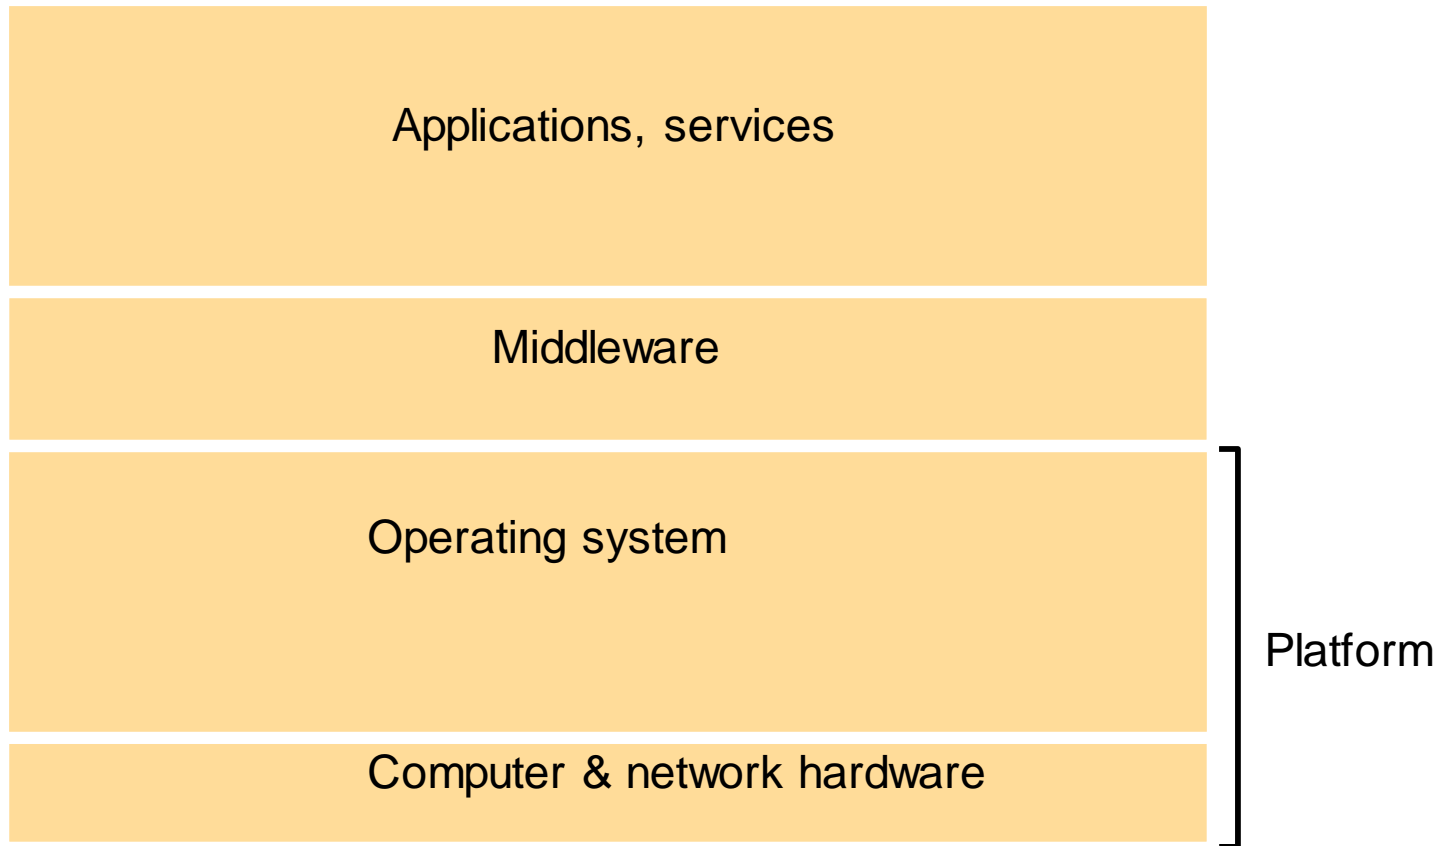 Applications, services
Middleware
Operating system
Platform
Computer & network hardware